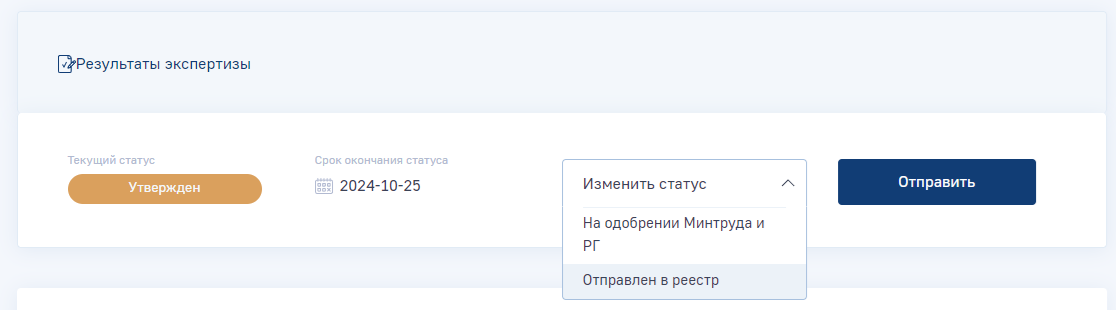 Результаты экспертизы
Текущий статус
Утвержден
Срок окончания статуса
2024-10-25
Изменить статус
На одобрении Минтруда и
РГ
Отправлен в реестр
Отправить